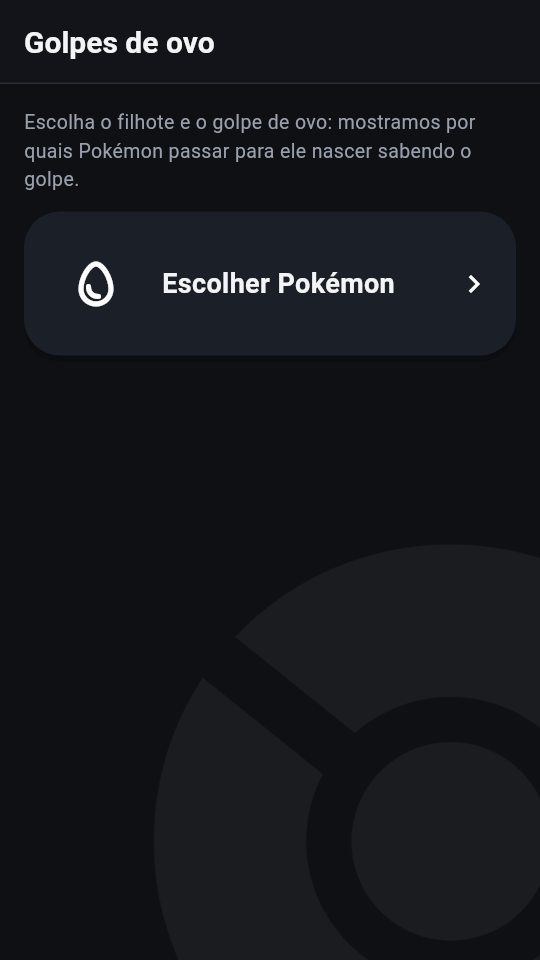 Golpes de ovo
Escolha o filhote e o golpe de ovo: mostramos por
quais Pokémon passar para ele nascer sabendo o
golpe.
Escolher Pokémon